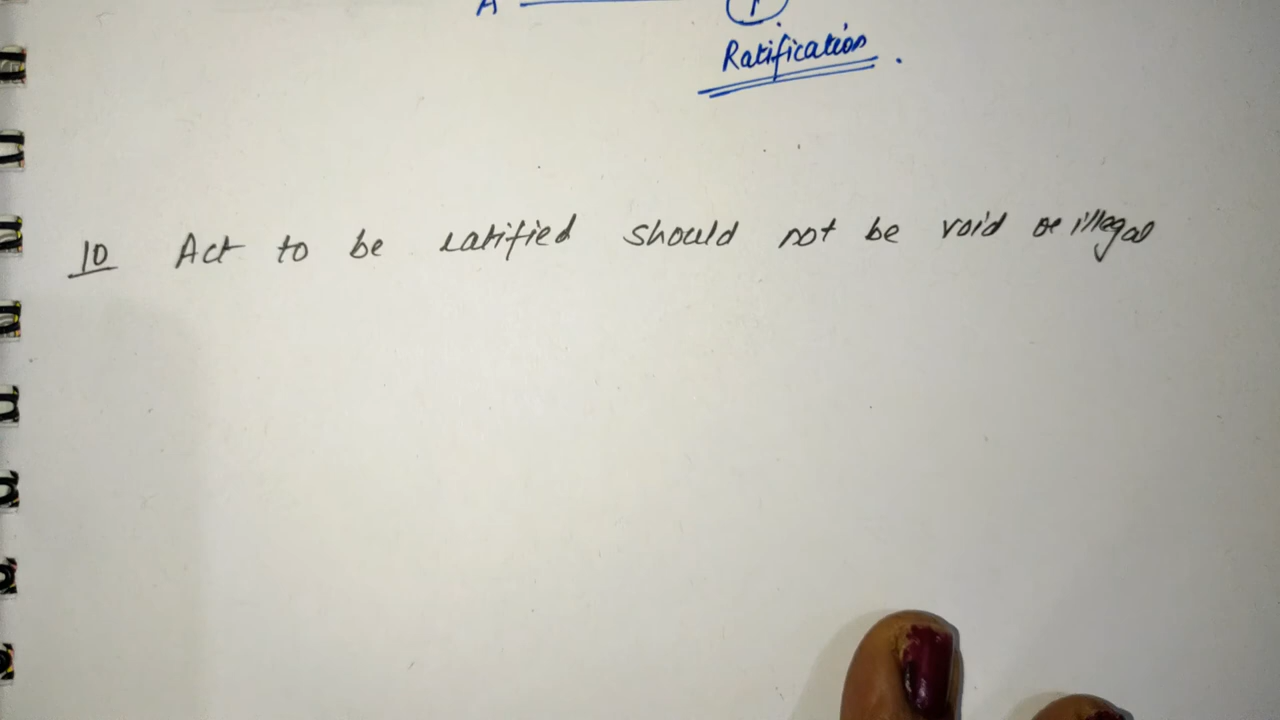 A P
Ratification.
10 Act to be ratified should not be void or illegal